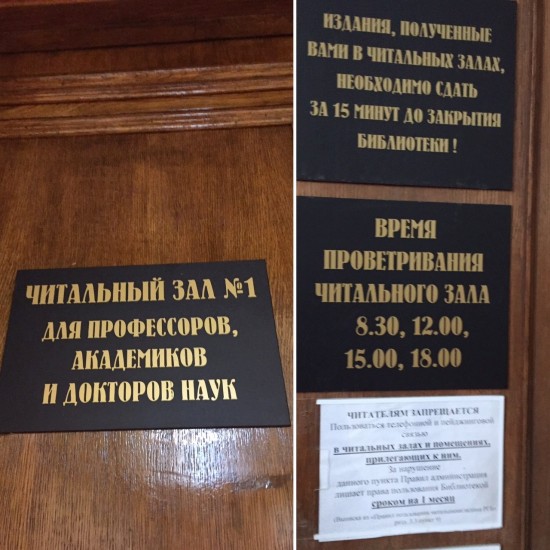 ЧИТАЛЬНЫЙ ЗАЛ №1
ДЛЯ ПРОФЕССОРОВ,
АКАДЕМИКОВ
И ДОКТОРОВ НАУК
ИЗДАНИЯ, ПОЛУЧЕННЫЕ
ВАМИ В ЧИТАЛЬНЫХ ЗАЛАХ,
НЕОБХОДИМО СДАТЬ
ЗА 15 МИНУТ ДО ЗАКРЫТИЯ
БИБЛИОТЕКИ !
ВРЕМЯ
ПРОВЕТРИВАНИЯ
ЧИТАЛЬНОГО ЗАЛА
8.30, 12.00,
15.00, 18.00
ЧИТАТЕЛЯМ ЗАПРЕЩАЕТСЯ
Пользоваться телефонной и пейджинговой
связью
в читальных залах и помещениях,
прилегающих к ним.
За нарушение
данного пункта Правил администрация
лишает права пользования Библиотекой
сроком на 1 месяц